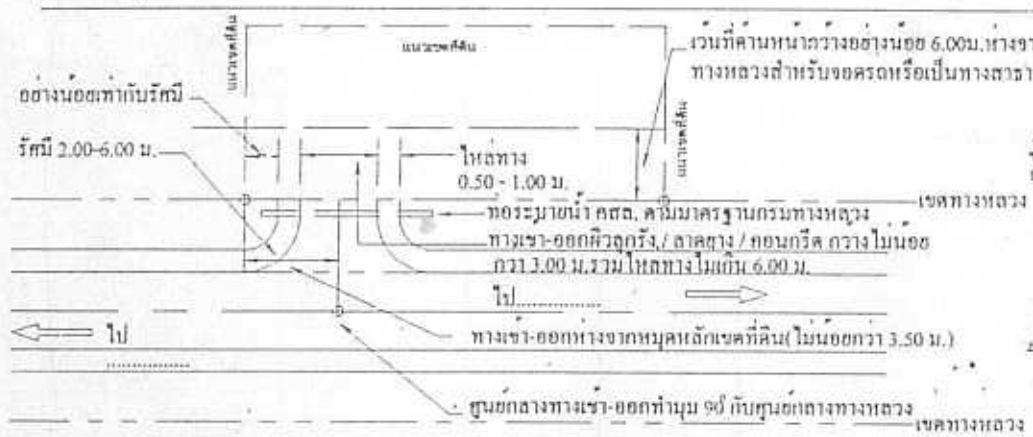 แนวเขตที่ดิน
แนวเขตที่ดิน
แนวเขตที่ดิน
เว้นที่ด้านหน้ากว้างอย่างน้อย 6.00ม.ห่างจา
ทางหลวงสำหรับจอดรถหรือเป็นทางสาธา
อย่างน้อยเท่ากับรัศมี
รัศมี 2.00-6.00 ม.
ไหล่ทาง
0.50 - 1.00 ม.
เขตทางหลวง
ท่อระบายน้ำ คสล. ตามมาตรฐานกรมทางหลวง
ทางเข้า-ออกผิวลูกรัง / ลาดยาง / คอนกรีต กว้างไม่น้อย
กว่า 3.00 ม.รวมไหล่ทางไม่เกิน 6.00 ม.
ไป................
ไป
................
ทางเข้า-ออกห่างจากหมุดหลักเขตที่ดิน(ไม่น้อยกว่า 3.50 ม.)
ศูนย์กลางทางเข้า-ออกทำมุม 90° กับศูนย์กลางทางหลวง
เขตทางหลวง